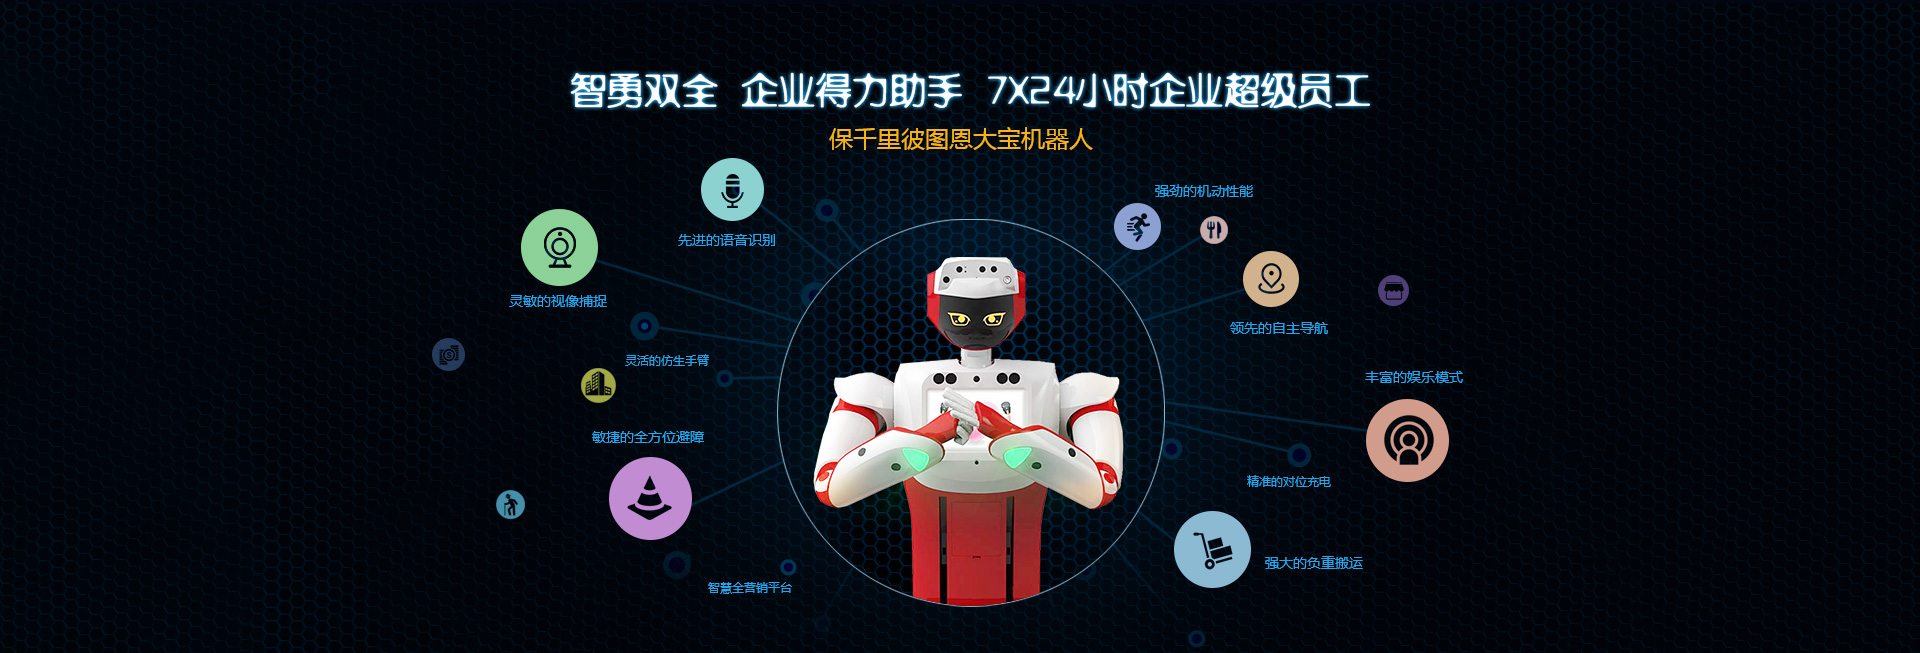 智勇双全 企业得力助手 7X24小时企业超级员工
保千里彼图恩大宝机器人
强劲的机动性能
先进的语音识别
灵敏的视像捕捉
领先的自主导航
灵活的仿生手臂
丰富的娱乐模式
敏捷的全方位避障
精准的对位充电
强大的负重搬运
智慧全营销平台